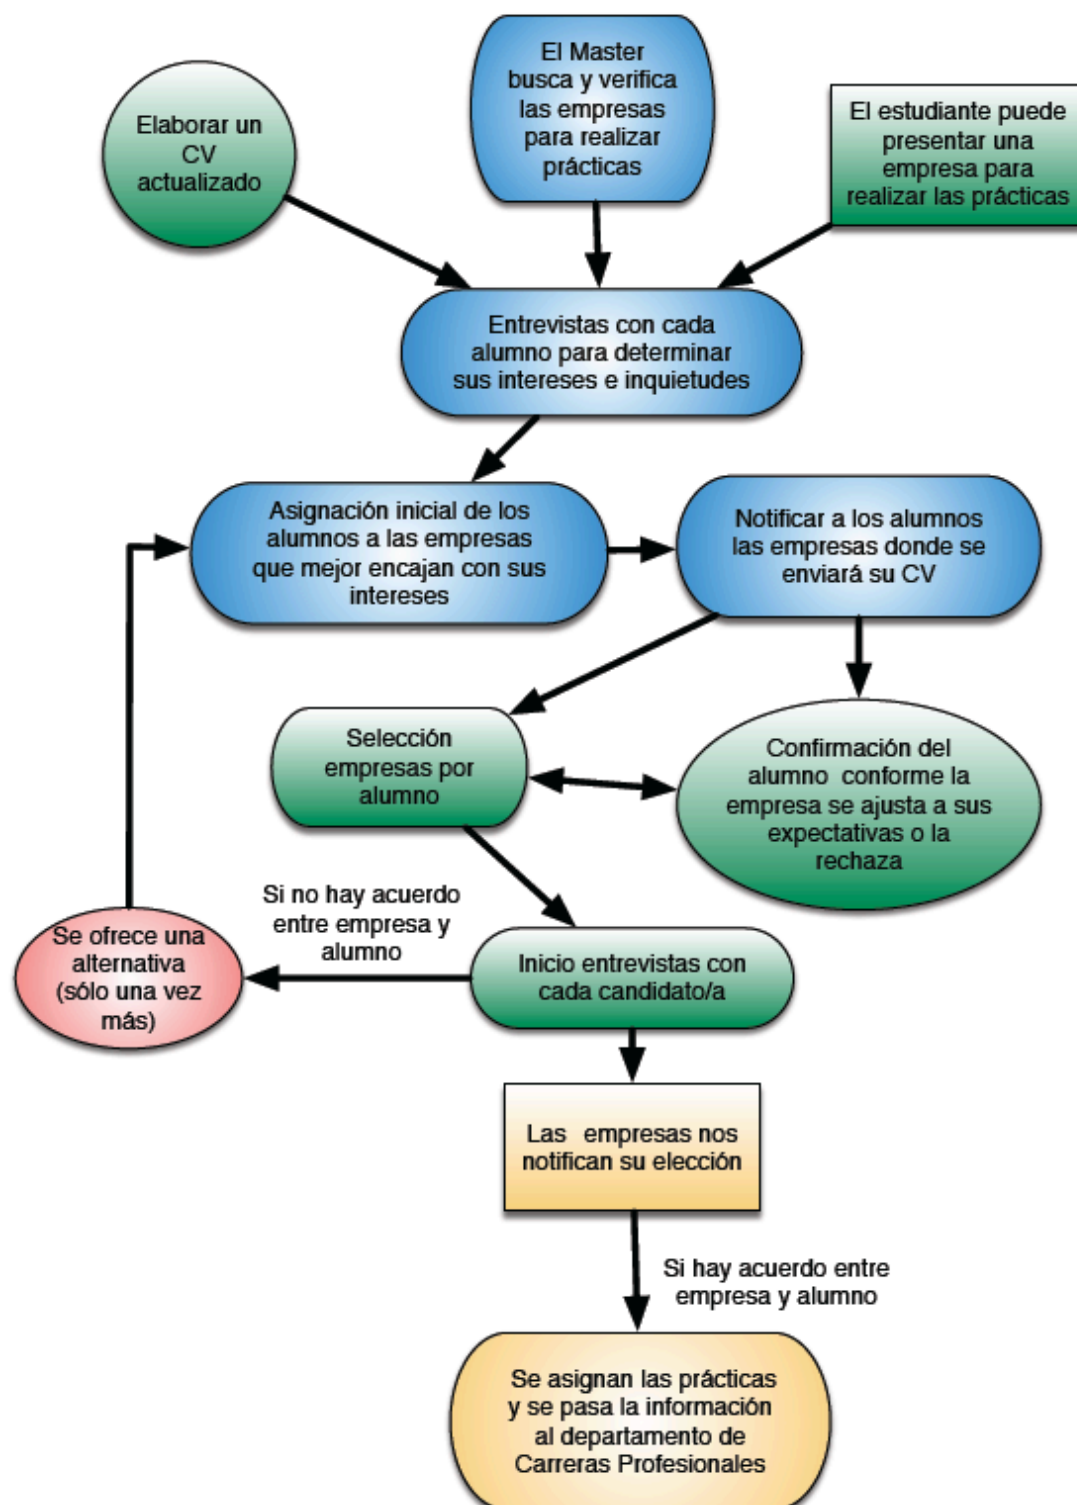 El Master
busca y verifica
las empresas
para realizar
prácticas
Elaborar un
CV
actualizado
El estudiante puede
presentar una
empresa para
realizar las prácticas
Entrevistas con cada
alumno para determinar
sus intereses e inquietudes
Asignación inicial de los
alumnos a las empresas
que mejor encajan con sus
intereses
Notificar a los alumnos
las empresas donde se
enviará su CV
Selección
empresas por
alumno
Confirmación del
alumno conforme la
empresa se ajusta a sus
expectativas o la
rechaza
Si no hay acuerdo
entre empresa y
alumno
Se ofrece una
alternativa
(sólo una vez
más)
Inicio entrevistas con
cada candidato/a
Las empresas nos
notifican su elección
Si hay acuerdo entre
empresa y alumno
Se asignan las prácticas
y se pasa la información
al departamento de
Carreras Profesionales